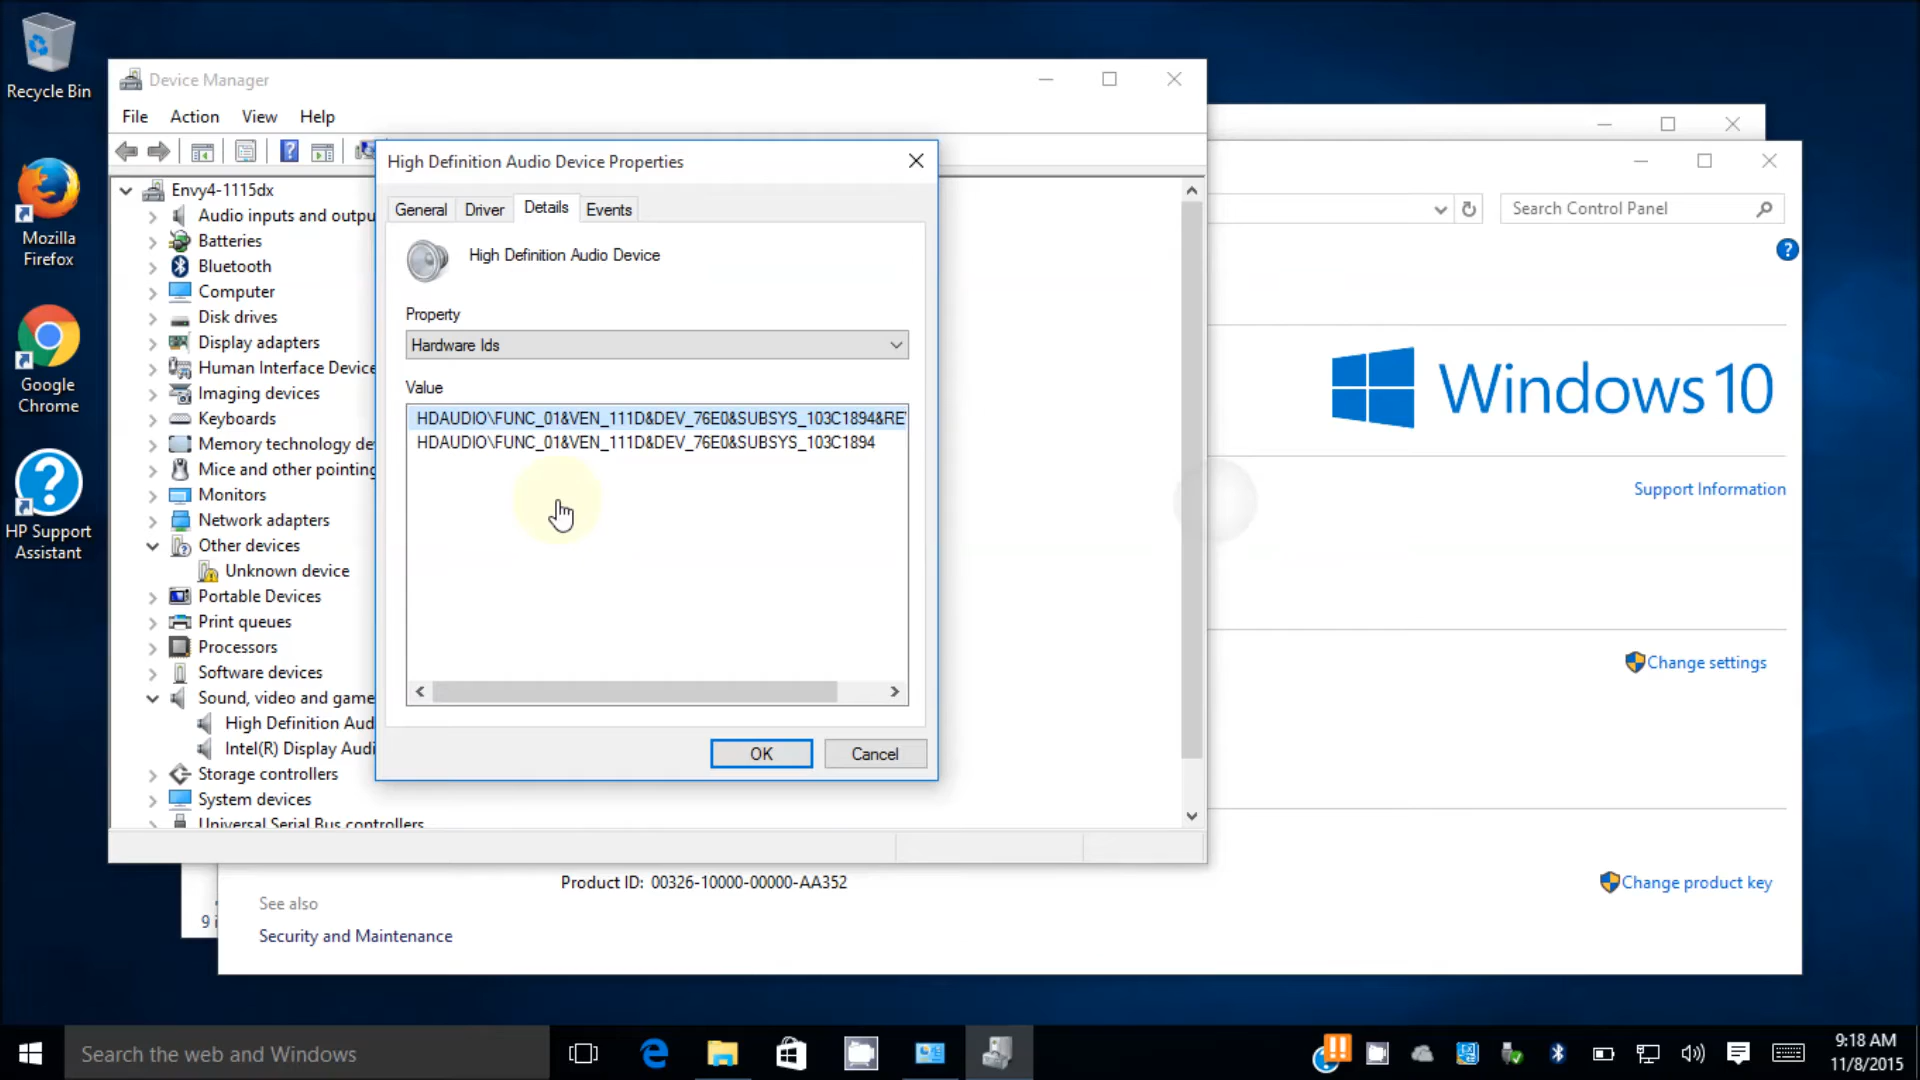 Recycle Bin
Mozilla
Firefox
Google
Chrome
HP Support
Assistant
Device Manager
File Action View Help
Envy4-1115dx
Audio inputs and outpu
Batteries
Bluetooth
Computer
Disk drives
Display adapters
Human Interface Device
Imaging devices
Keyboards
Memory technology de
Mice and other pointing
Monitors
Network adapters
Other devices
Unknown device
Portable Devices
Print queues
Processors
Software devices
Sound, video and game
High Definition Aud
Intel(R) Display Audi
Storage controllers
System devices
Universal Serial Bus controllers
High Definition Audio Device Properties
General Driver Details Events
High Definition Audio Device
Property
Hardware Ids
Value
HDAUDIO\FUNC_01&VEN_111D&DEV_76E0&SUBSYS_103C1894&RE
HDAUDIO\FUNC_01&VEN_111D&DEV_76E0&SUBSYS_103C1894
OK Cancel
Search Control Panel
Windows 10
Support Information
Change settings
Product ID: 00326-10000-00000-AA352
Change product key
See also
9 i
Security and Maintenance
Search the web and Windows
9:18 AM
11/8/2015